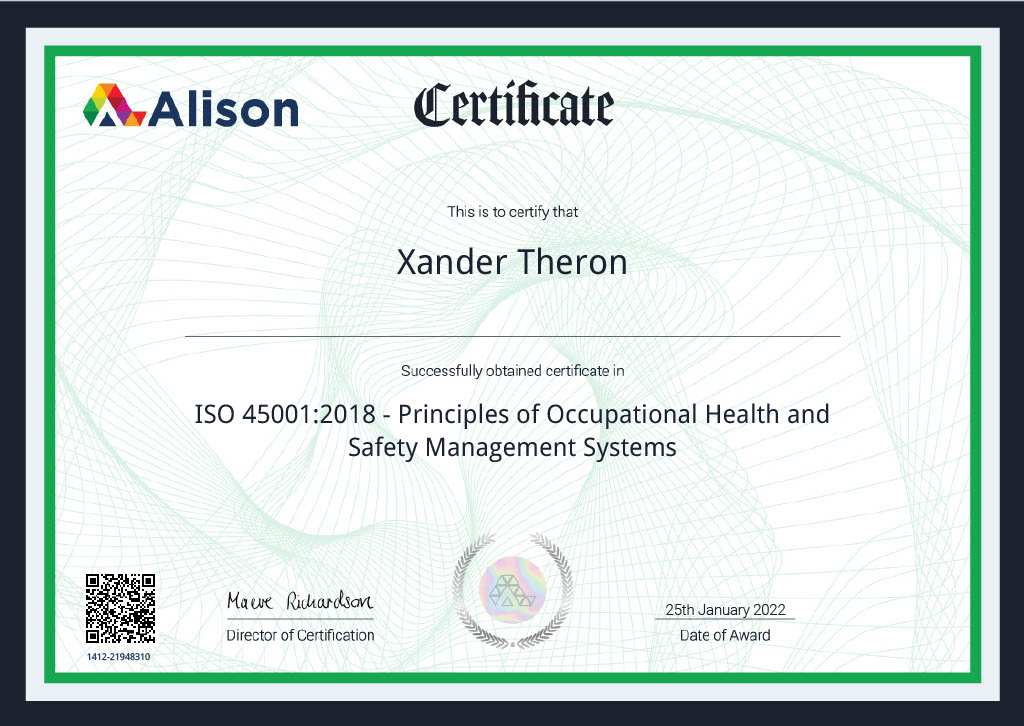 Alison
Certificate
This is to certify that
Xander Theron
Successfully obtained certificate in
ISO 45001:2018 - Principles of Occupational Health and
Safety Management Systems
Maeve Richardson
Director of Certification
25th January 2022
Date of Award
1412-21948310